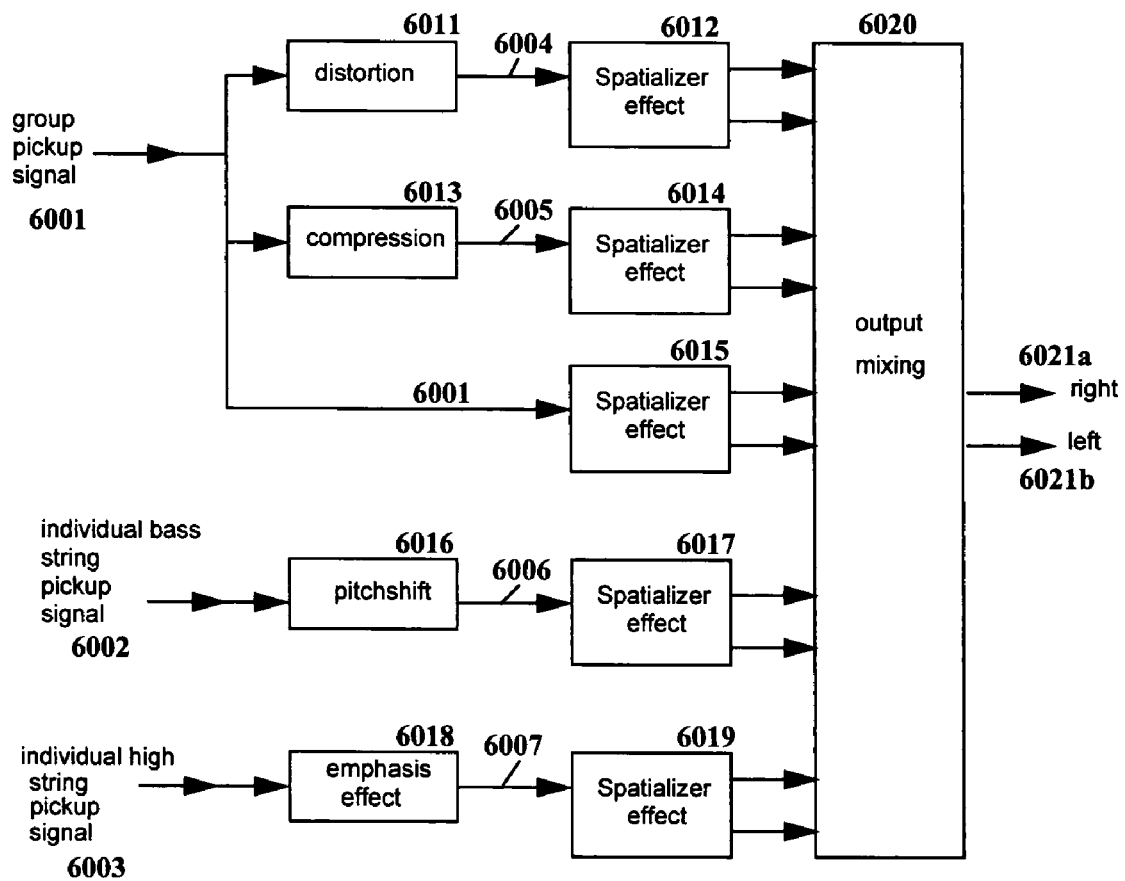 6011
6004
6012
6020
distortion
Spatializer
effect
group
pickup
signal
6001
6013
6005
6014
compression
Spatializer
effect
output
mixing
6015
6001
Spatializer
effect
6021a
right
left
6021b
individual bass
string
pickup
signal
6002
6016
6006
6017
pitchshift
Spatializer
effect
individual high
string
pickup
signal
6003
6018
6007
6019
emphasis
effect
Spatializer
effect